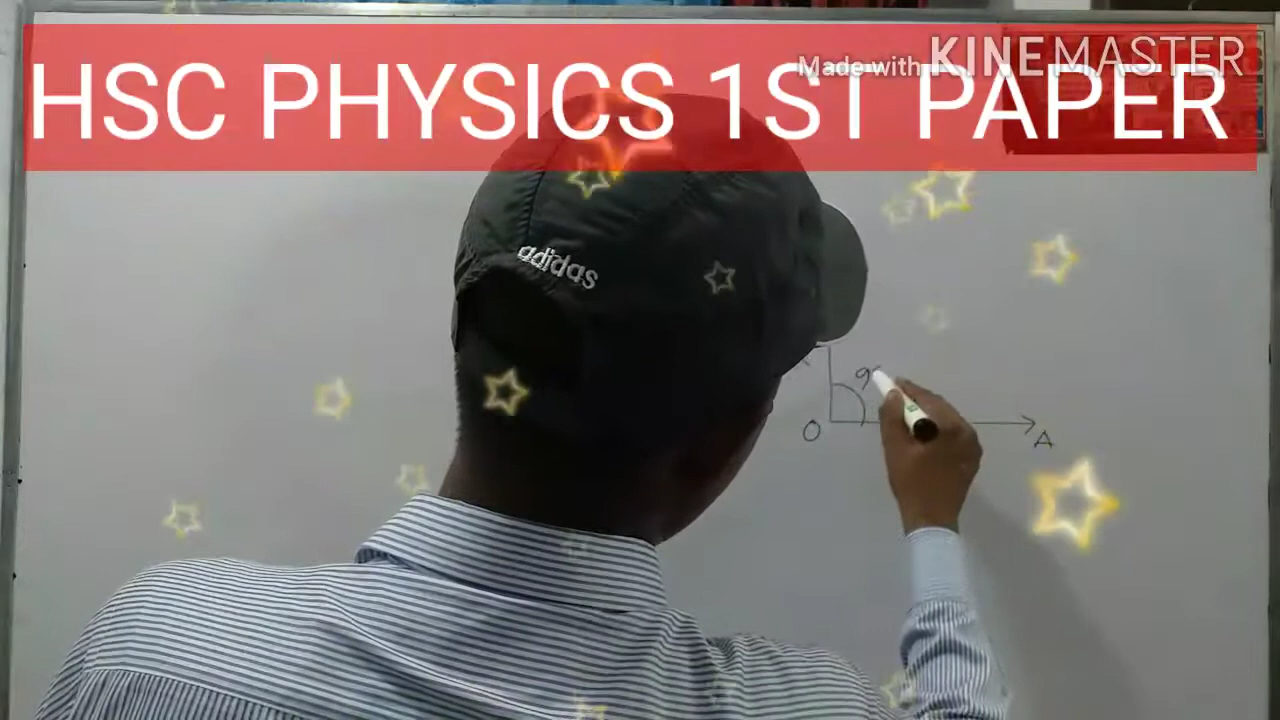 Made with KINEMASTER
HSC PHYSICS 1ST PAPER
adidas
O
A